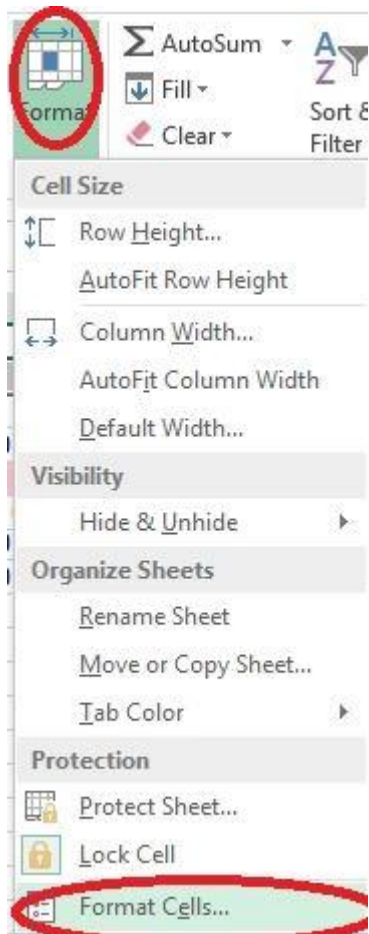 AutoSum
Fill
Clear
Sort &
Filter
Format
Cell Size
Row Height...
AutoFit Row Height
Column Width...
AutoFit Column Width
Default Width...
Visibility
Hide & Unhide
Organize Sheets
Rename Sheet
Move or Copy Sheet...
Tab Color
Protection
Protect Sheet...
Lock Cell
Format Cells...